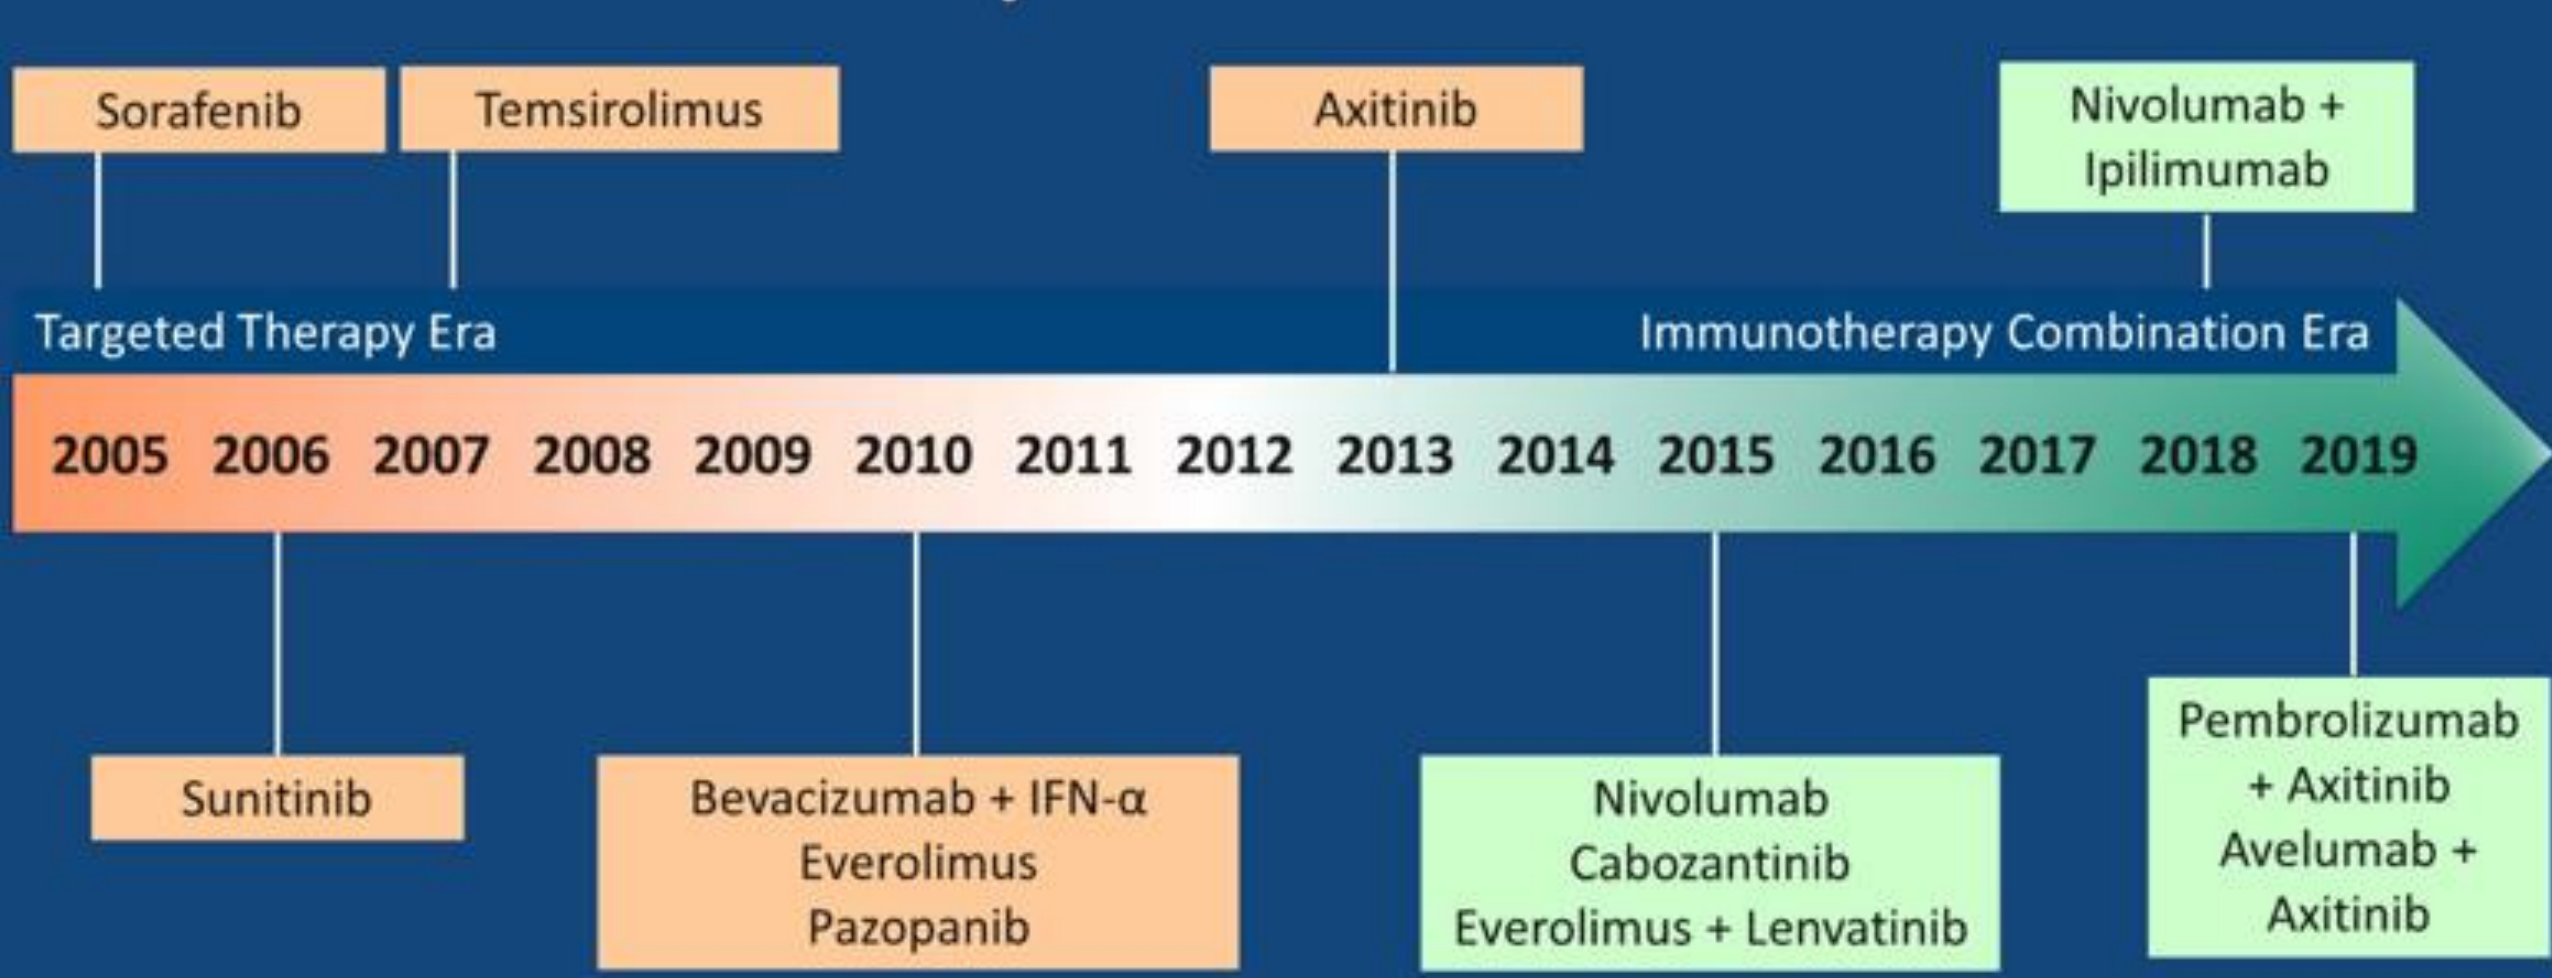 Sorafenib
Temsirolimus
Axitinib
Nivolumab +
Ipilimumab
Targeted Therapy Era
Immunotherapy Combination Era
2005 2006 2007 2008 2009 2010 2011 2012 2013 2014 2015 2016 2017 2018 2019
Sunitinib
Bevacizumab + IFN-α
Everolimus
Pazopanib
Nivolumab
Cabozantinib
Everolimus + Lenvatinib
Pembrolizumab
+ Axitinib
Avelumab +
Axitinib